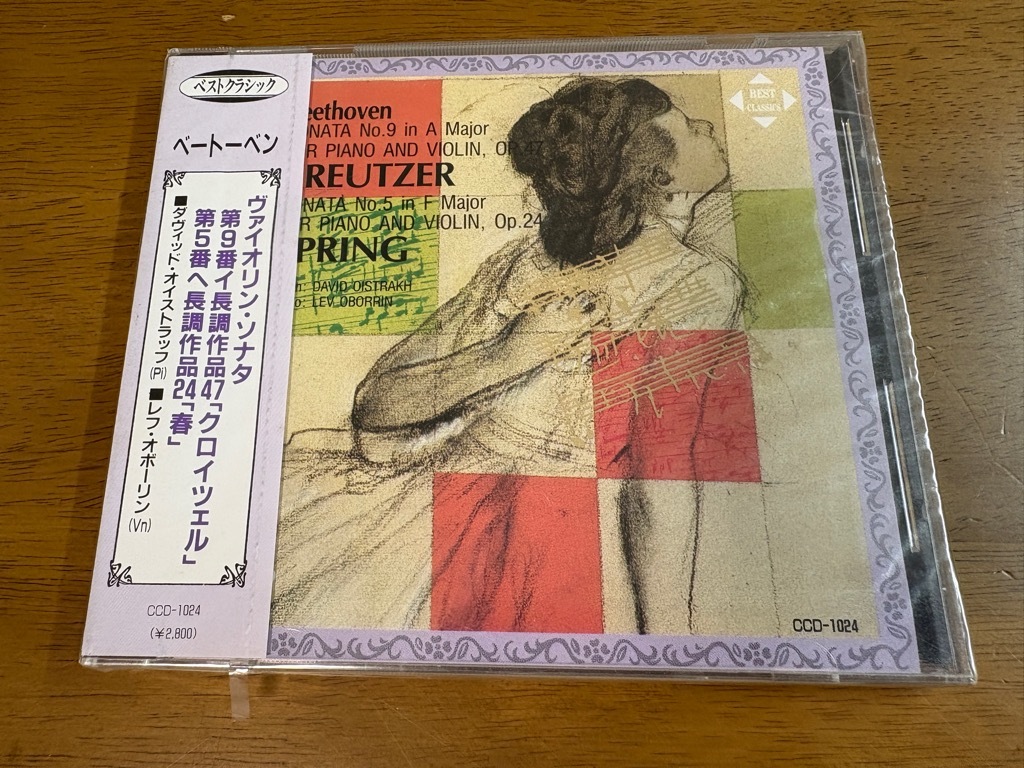 ベストクラシック
ベートーベン
ヴァイオリン・ソナタ
第9番イ長調作品47「クロイツェル」
第5番ヘ長調作品24「春」
■ダヴィッド・オイストラッフ(Pi) ■レフ・オボーリン(Vn)
CCD-1024
(¥2,800)
eethoven
NATA No.9 in A Major
R PIANO AND VIOLIN, OP.47
REUTZER
NATA No.5 in F Major
R PIANO AND VIOLIN, Op.24
PRING
n: DAVID OISTRAKH
o: LEV OBORRIN
BEST
CLASSICS
CCD-1024